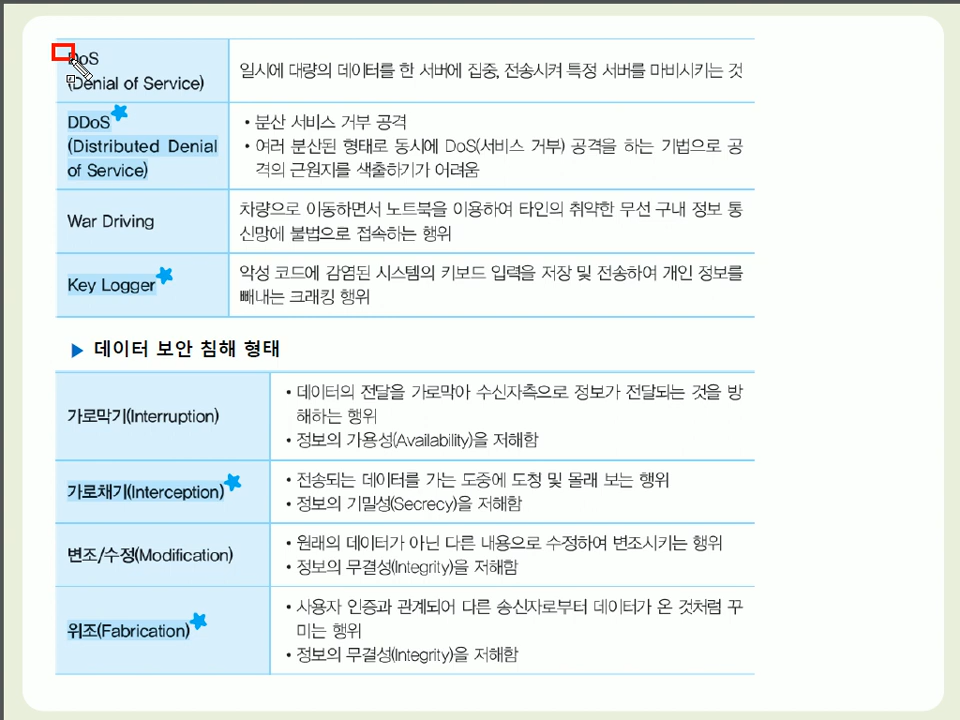 DoS
(Denial of Service)
일시에 대량의 데이터를 한 서버에 집중, 전송시켜 특정 서버를 마비시키는 것
DDoS
(Distributed Denial
of Service)
• 분산 서비스 거부 공격
• 여러 분산된 형태로 동시에 DoS(서비스 거부) 공격을 하는 기법으로 공
격의 근원지를 색출하기가 어려움
War Driving
차량으로 이동하면서 노트북을 이용하여 타인의 취약한 무선 구내 정보 통
신망에 불법으로 접속하는 행위
Key Logger
악성 코드에 감염된 시스템의 키보드 입력을 저장 및 전송하여 개인 정보를
빼내는 크래킹 행위
▶ 데이터 보안 침해 형태
가로막기(Interruption)
• 데이터의 전달을 가로막아 수신자측으로 정보가 전달되는 것을 방
해하는 행위
• 정보의 가용성(Availability)을 저해함
가로채기(Interception)
• 전송되는 데이터를 가는 도중에 도청 및 몰래 보는 행위
• 정보의 기밀성(Secrecy)을 저해함
변조/수정(Modification)
• 원래의 데이터가 아닌 다른 내용으로 수정하여 변조시키는 행위
• 정보의 무결성(Integrity)을 저해함
위조(Fabrication)
• 사용자 인증과 관계되어 다른 송신자로부터 데이터가 온 것처럼 꾸
미는 행위
• 정보의 무결성(Integrity)을 저해함